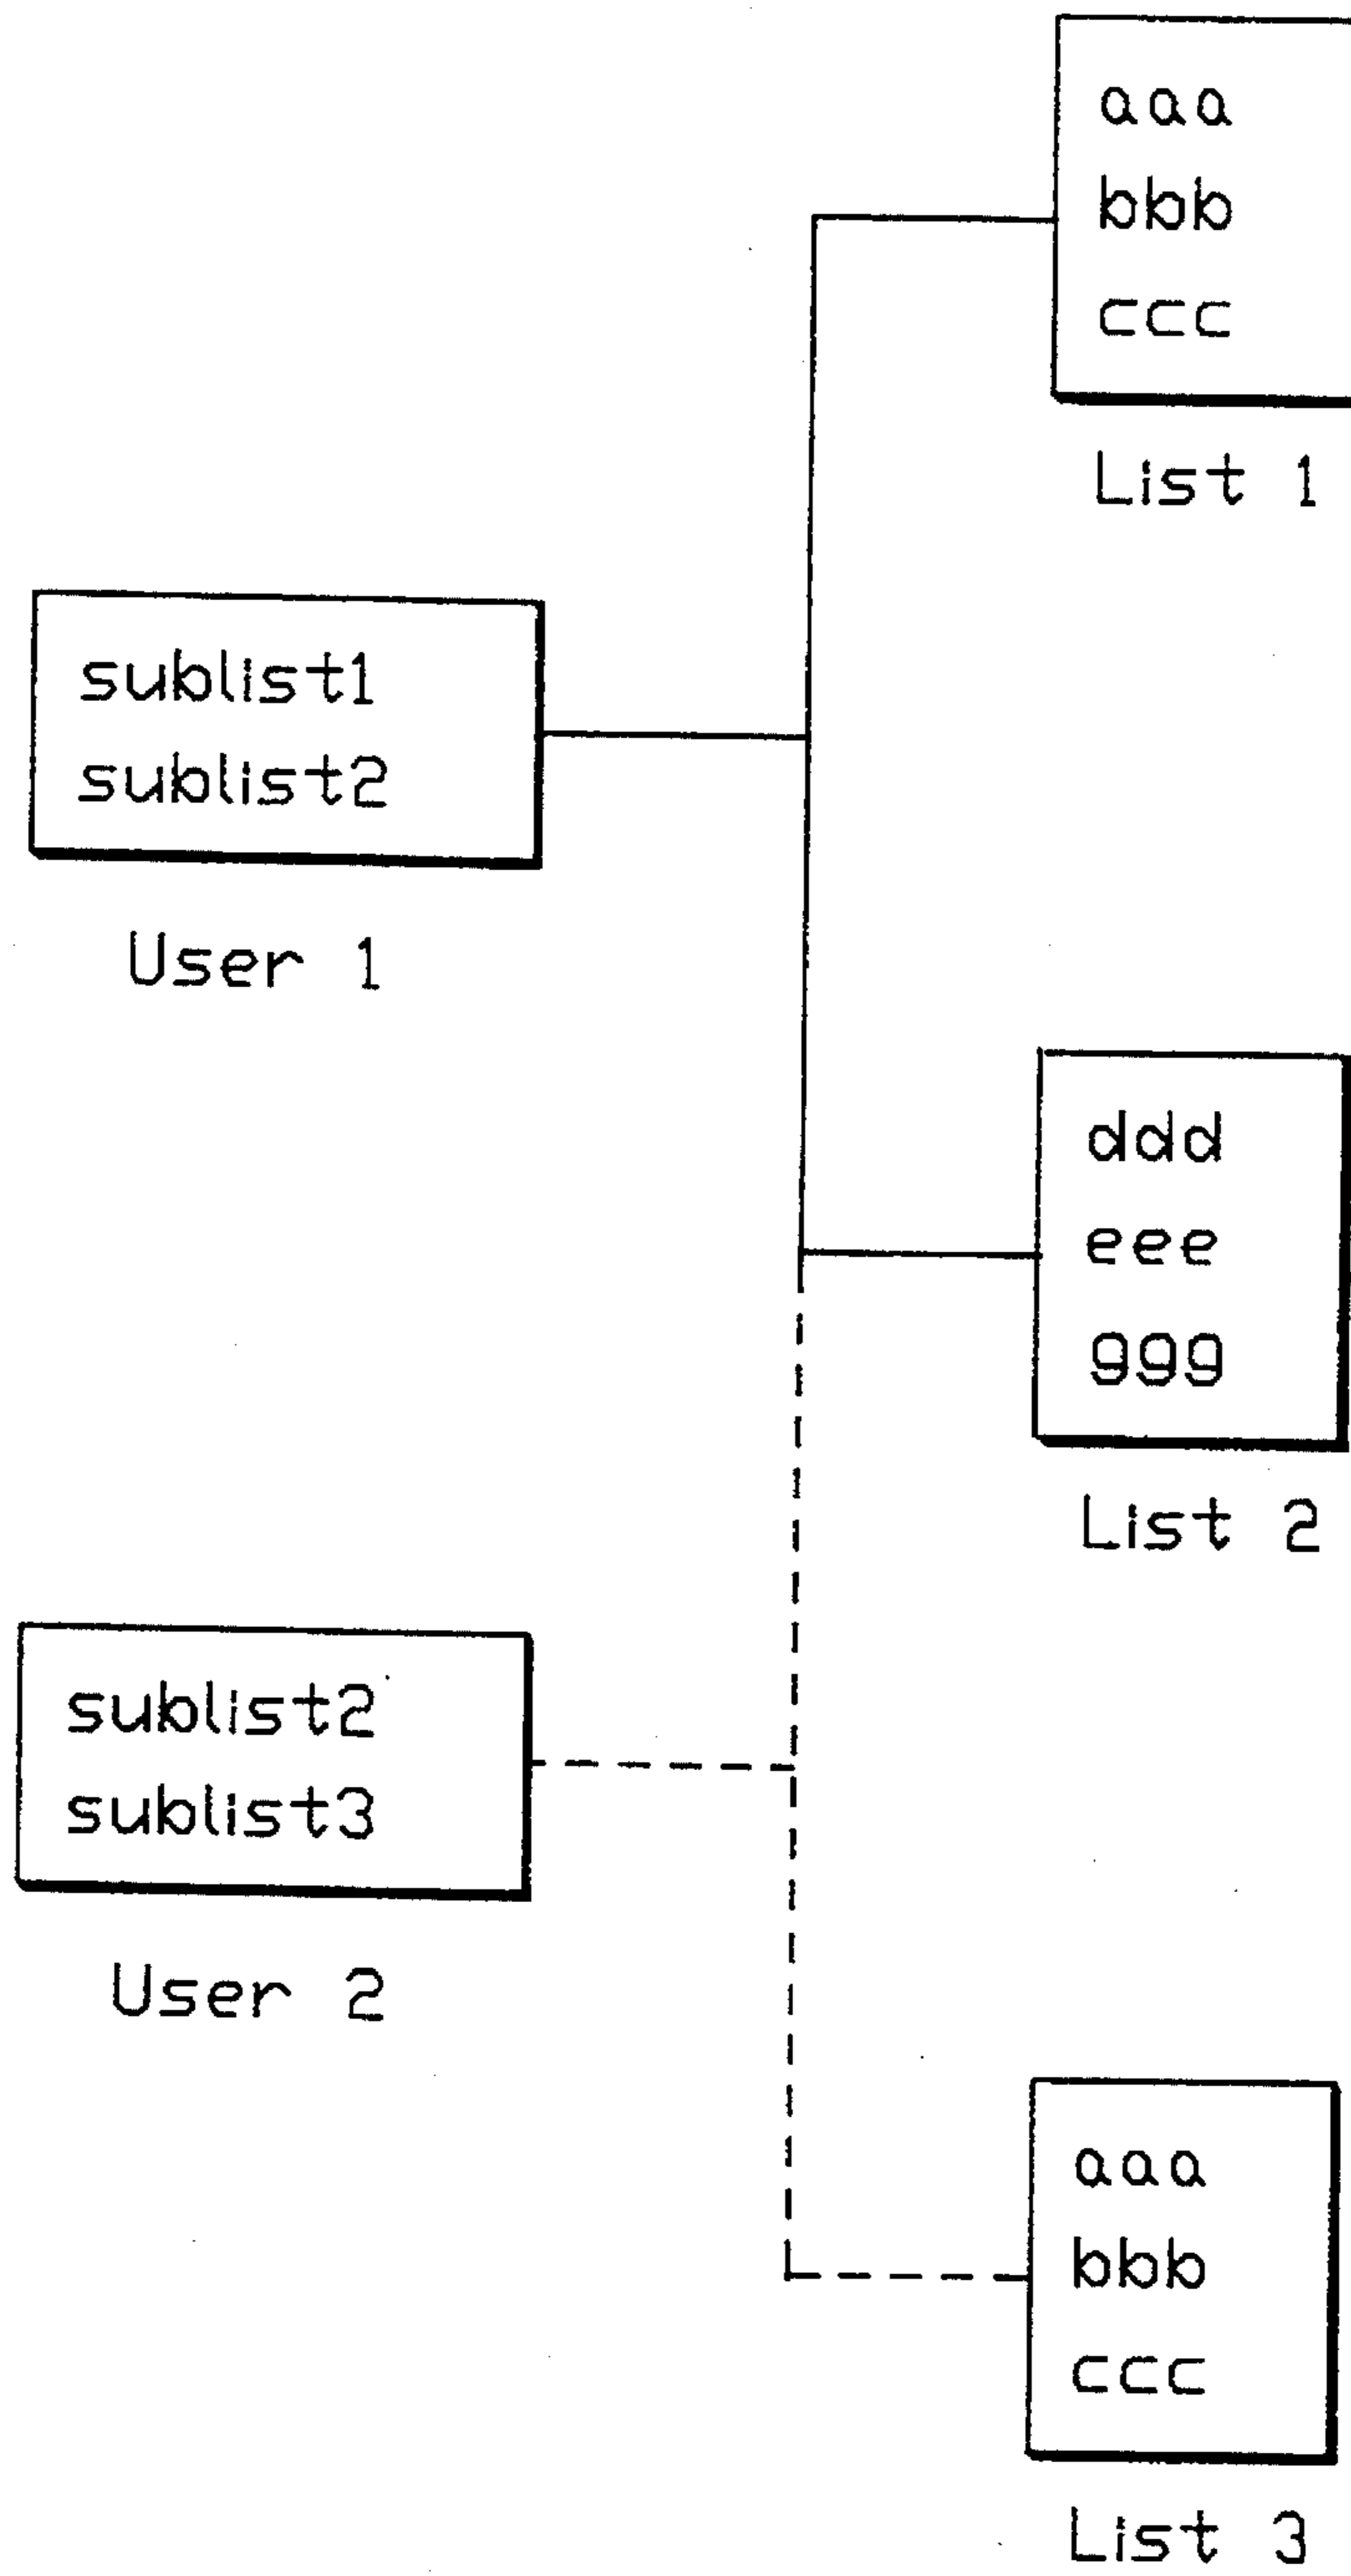 aaa
bbb
ccc
List 1
sublist1
sublist2
User 1
ddd
eee
ggg
List 2
sublist2
sublist3
User 2
aaa
bbb
ccc
List 3